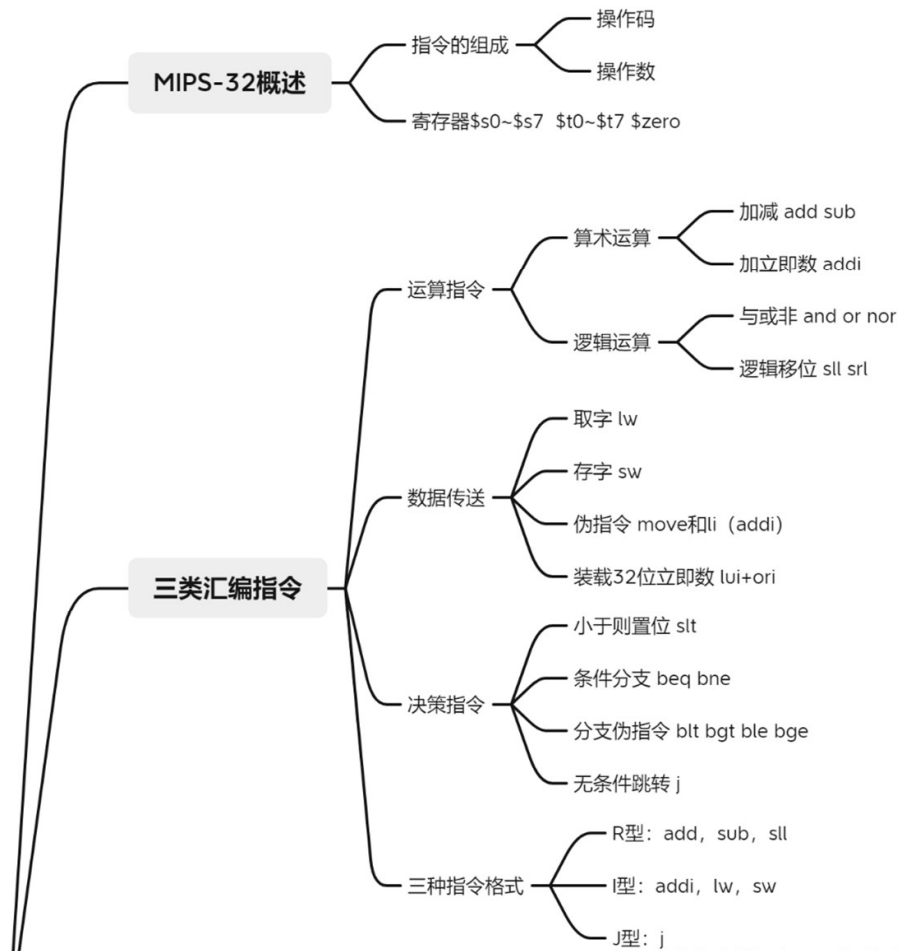 MIPS-32概述
指令的组成
操作码
操作数
寄存器$s0~$s7 $t0~$t7 $zero
三类汇编指令
运算指令
算术运算
加减 add sub
加立即数 addi
逻辑运算
与或非 and or nor
逻辑移位 sll srl
数据传送
取字 lw
存字 sw
伪指令 move和li（addi）
装载32位立即数 lui+ori
决策指令
小于则置位 slt
条件分支 beq bne
分支伪指令 blt bgt ble bge
无条件跳转 j
三种指令格式
R型：add，sub，sll
I型：addi，lw，sw
J型：j